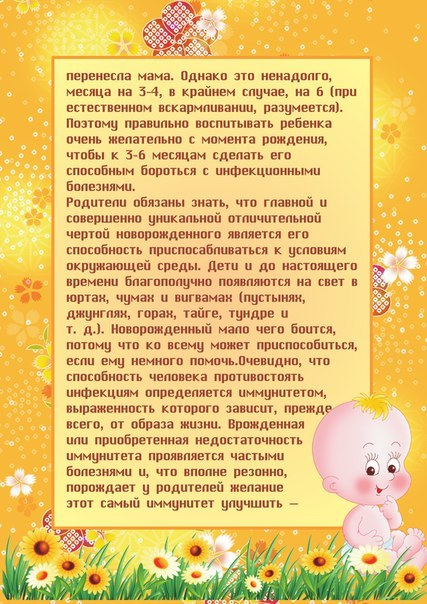 перенесла мама. Однако это ненадолго,
месяца на 3-4, в крайнем случае, на 6 (при
естественном вскармливании, разумеется).
Поэтому правильно воспитывать ребенка
очень желательно с момента рождения,
чтобы к 3-6 месяцам сделать его
способным бороться с инфекционными
болезнями.
Родители обязаны знать, что главной и
совершенно уникальной отличительной
чертой новорожденного является его
способность приспосабливаться к условиям
окружающей среды. Дети и до настоящего
времени благополучно появляются на свет в
юртах, чумах и вигвамах (пустынях,
джунглях, горах, тайге, тундре и
т. д.). Новорожденный мало чего боится,
потому что ко всему может приспособиться,
если ему немного помочь.Очевидно, что
способность человека противостоять
инфекциям определяется иммунитетом,
выраженность которого зависит, прежде
всего, от образа жизни. Врожденная
или приобретенная недостаточность
иммунитета проявляется частыми
болезнями и, что вполне резонно,
порождает у родителей желание
этот самый иммунитет улучшить –